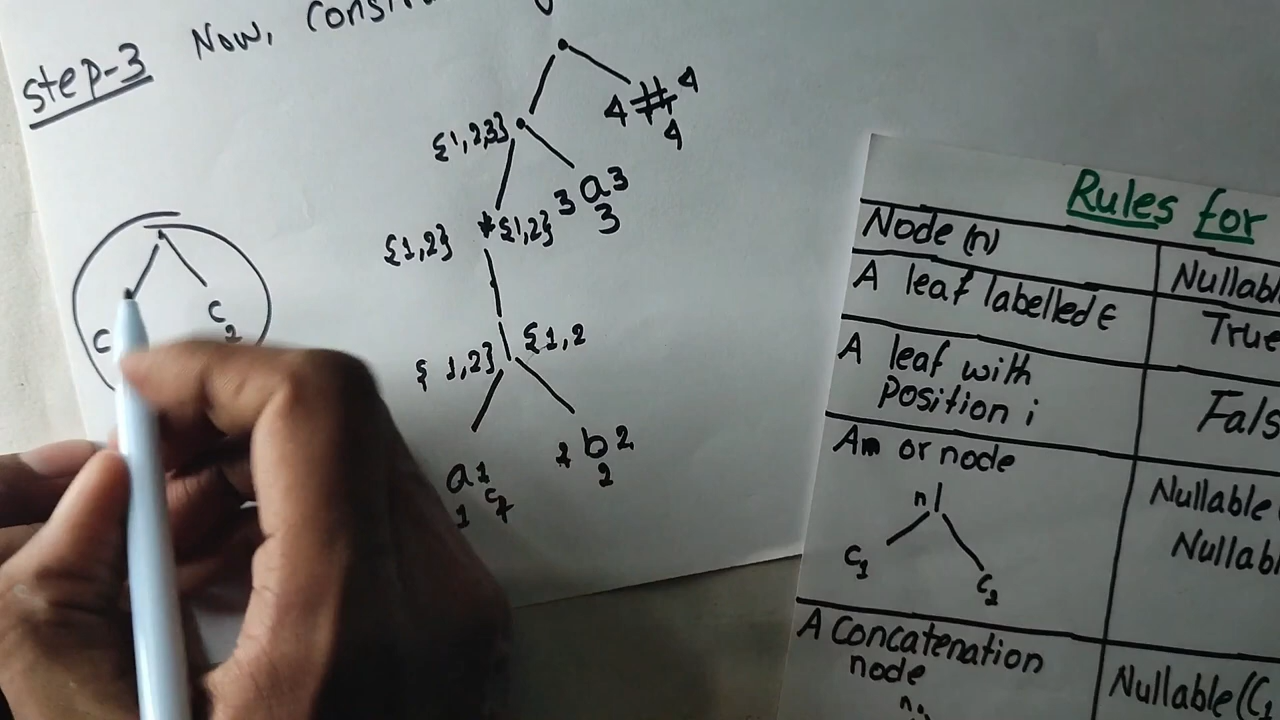 Step-3 Now,
4 # 4
4
{1,2,3}
3 a 3
3
{1,2} * {1,2}
{1,2} {1,2
C C
2
a 1 b 2
1 2
Rules for
Node (n) Nullabl
A leaf labelled ε True
A leaf with Fals
Position i
An or node Nullable
n| Nullabl
C1 C2
A Concatenation Nullable (C1
node
n.